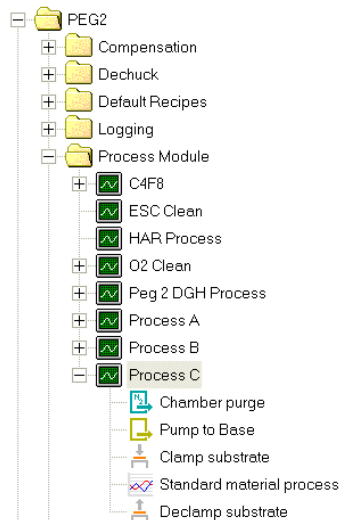 PEG2
Compensation
Dechuck
Default Recipes
Logging
Process Module
C4F8
ESC Clean
HAR Process
O2 Clean
Peg 2 DGH Process
Process A
Process B
Process C
N2
Chamber purge
Pump to Base
Clamp substrate
Standard material process
Declamp substrate